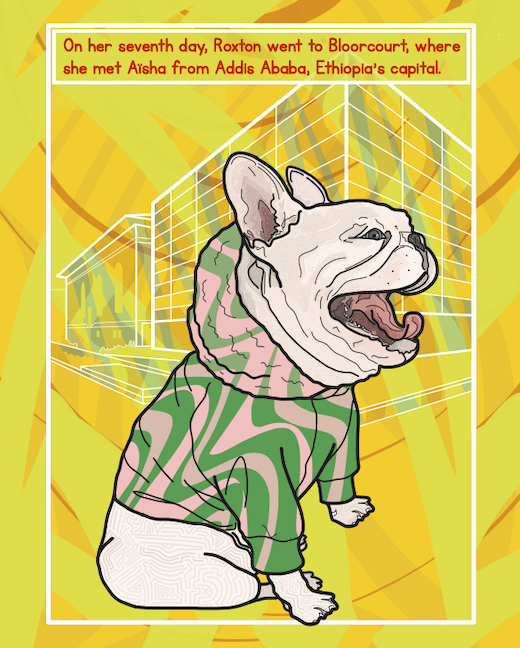 On her seventh day, Roxton went to Bloorcourt, where
she met Aïsha from Addis Ababa, Ethiopia's capital.